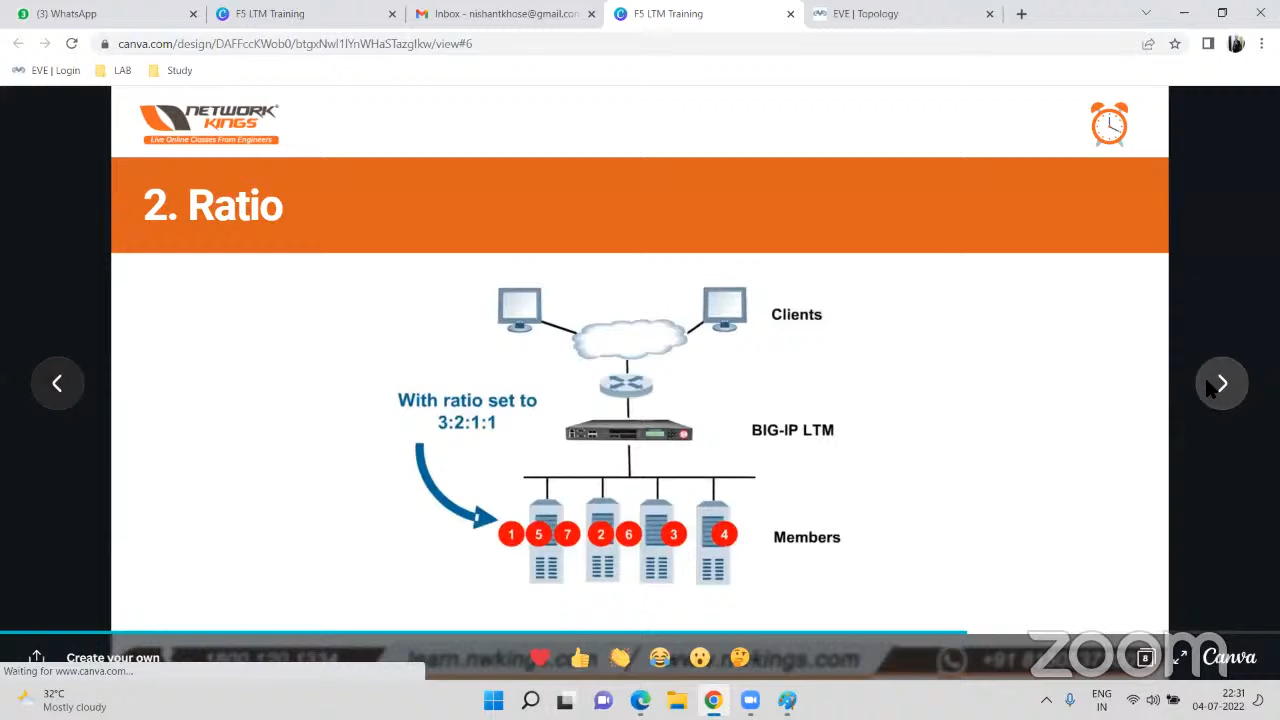 (3) WhatsApp
F5 LTM Training
Inbox - nishantkhose@gmail.con
F5 LTM Training
EVE | Topology
canva.com/design/DAFFccKWob0/btgxNwl1IYnWHaSTazgIkw/view#6
EVE | Login
LAB
Study
NETWORK
KINGS
Live Online Classes From Engineers
2. Ratio
Clients
With ratio set to
3:2:1:1
BIG-IP LTM
1 5 7 2 6 3 4
Members
Create your own
zoom
8
Canva
Waiting for www.canva.com...
32°C
Mostly cloudy
ENG
IN
22:31
04-07-2022